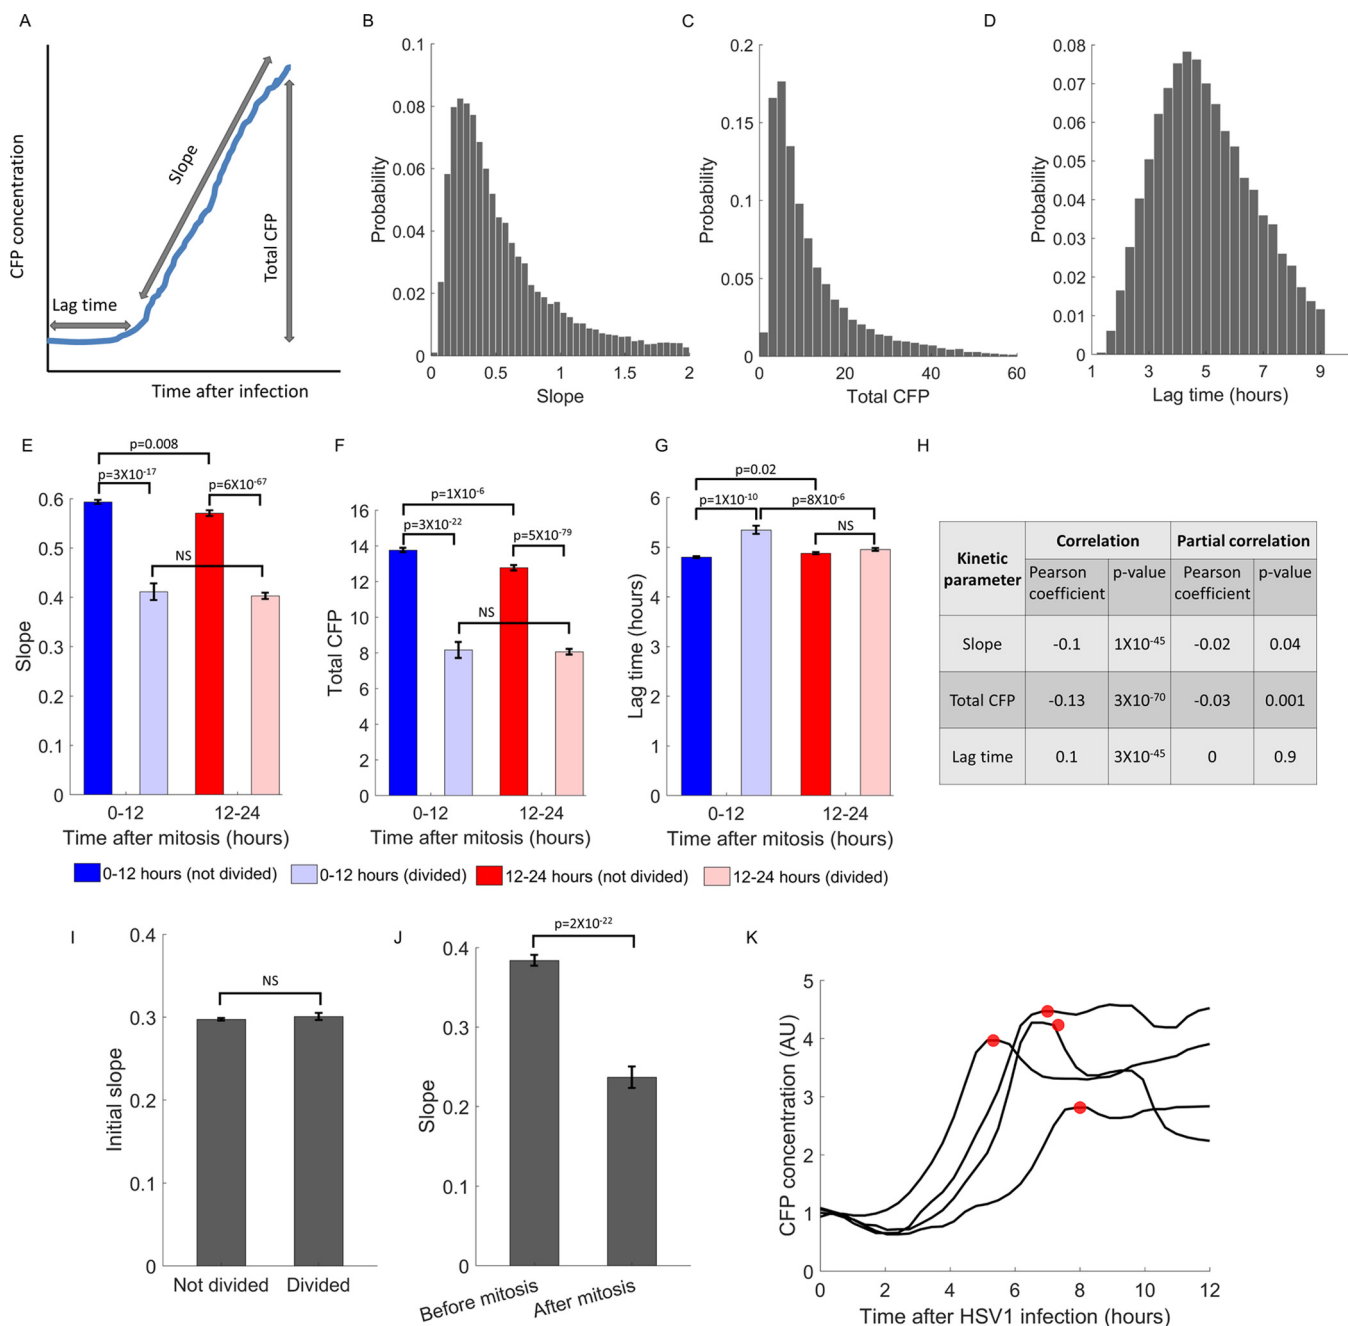 A
CFP concentration
Slope
Total CFP
Lag time
Time after infection
B
Probability
0.1
0.08
0.06
0.04
0.02
0
0 0.5 1 1.5 2
Slope
C
Probability
0.2
0.15
0.10
0.05
0
0 20 40 60
Total CFP
D
Probability
0.08
0.07
0.06
0.05
0.04
0.03
0.02
0.01
0
1 3 5 7 9
Lag time (hours)
E
p=0.008
p=3X10-17
p=6X10-67
NS
Slope
0.6
0.5
0.4
0.3
0.2
0.1
0
0-12 12-24
Time after mitosis (hours)
F
p=1X10-6
p=3X10-22
p=5X10-79
NS
Total CFP
16
14
12
10
8
6
4
2
0
0-12 12-24
Time after mitosis (hours)
G
p=0.02
p=1X10-10
p=8X10-6
NS
Lag time (hours)
6
5
4
3
2
1
0
0-12 12-24
Time after mitosis (hours)
0-12 hours (not divided) 0-12 hours (divided) 12-24 hours (not divided) 12-24 hours (divided)
H
Kinetic parameter
Correlation Partial correlation
Pearson coefficient p-value Pearson coefficient p-value
Slope -0.1 1X10-45 -0.02 0.04
Total CFP -0.13 3X10-70 -0.03 0.001
Lag time 0.1 3X10-45 0 0.9
I
NS
Initial slope
0.4
0.3
0.2
0.1
0
Not divided Divided
J
p=2X10-22
Slope
0.4
0.3
0.2
0.1
0
Before mitosis After mitosis
K
CFP concentration (AU)
5
4
3
2
1
0
0 2 4 6 8 10 12
Time after HSV1 infection (hours)